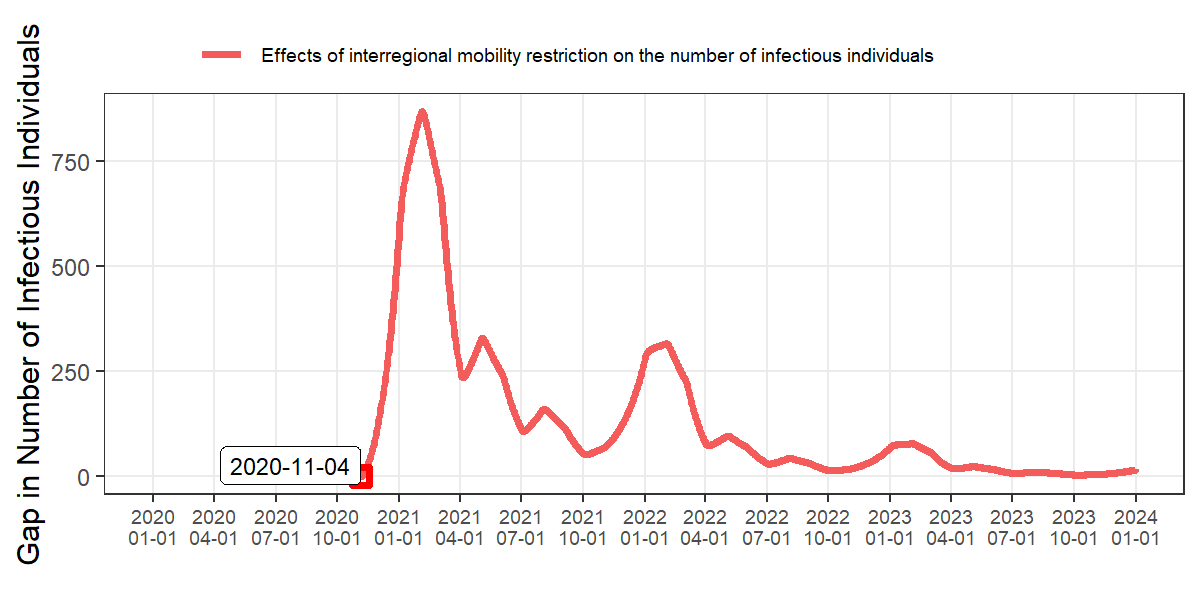 Effects of interregional mobility restriction on the number of infectious individuals
Gap in Number of Infectious Individuals
750
500
250
0
2020-11-04
2020 2020 2020 2020 2021 2021 2021 2021 2022 2022 2022 2022 2023 2023 2023 2023 2024
01-01 04-01 07-01 10-01 01-01 04-01 07-01 10-01 01-01 04-01 07-01 10-01 01-01 04-01 07-01 10-01 01-01